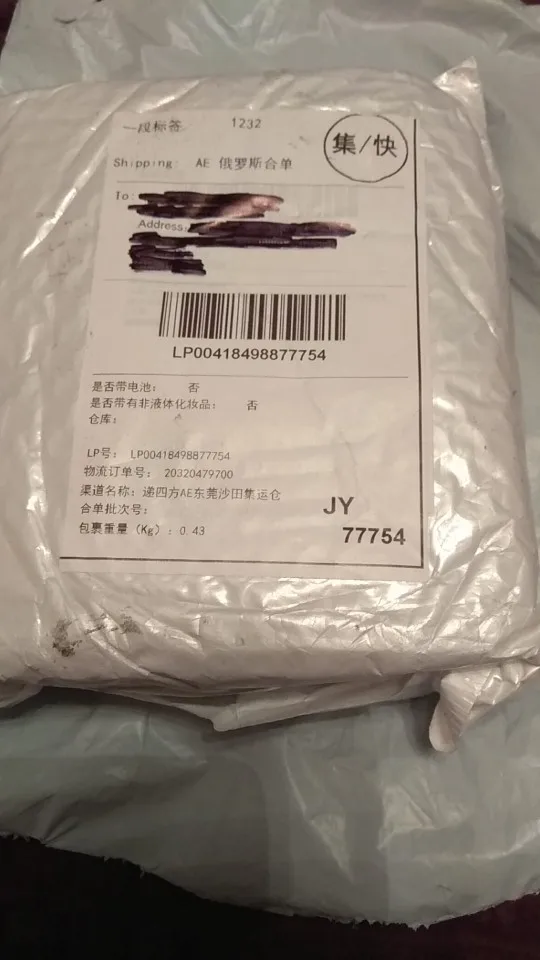 一段标签 1232
集/快
Shipping: AE 俄罗斯合单
To:
Address:
LP00418498877754
是否带电池: 否
是否带有非液体化妆品: 否
仓库:
LP号: LP00418498877754
物流订单号: 20320479700
渠道名称: 递四方AE东莞沙田集运仓
合单批次号:
JY
包裹重量 (Kg) : 0.43
77754